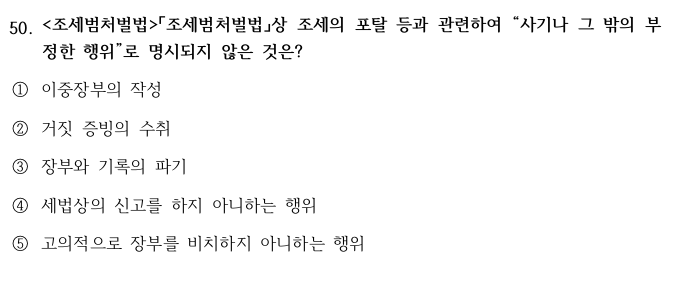 50. <조세범처벌법>「조세범처벌법」상 조세의 포탈 등과 관련하여 “사기나 그 밖의 부
정한 행위”로 명시되지 않은 것은?
① 이중장부의 작성
② 거짓 증빙의 수취
③ 장부와 기록의 파기
④ 세법상의 신고를 하지 아니하는 행위
⑤ 고의적으로 장부를 비치하지 아니하는 행위